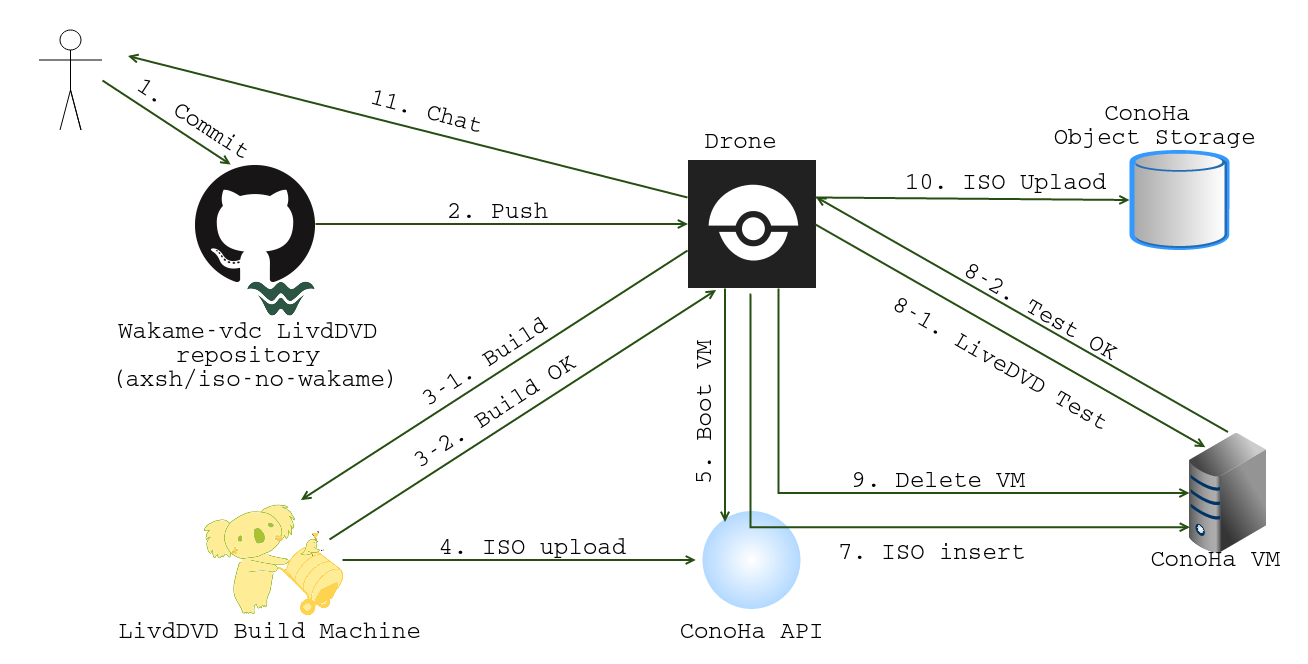 1. Commit
11. Chat
Drone
ConoHa
Object Storage
2. Push
10. ISO Uplaod
Wakame-vdc LivdDVD
repository
(axsh/iso-no-wakame)
3-1. Build
3-2. Build OK
5. Boot VM
8-2. Test OK
8-1. LiveDVD Test
9. Delete VM
4. ISO upload
7. ISO insert
ConoHa VM
LivdDVD Build Machine
ConoHa API